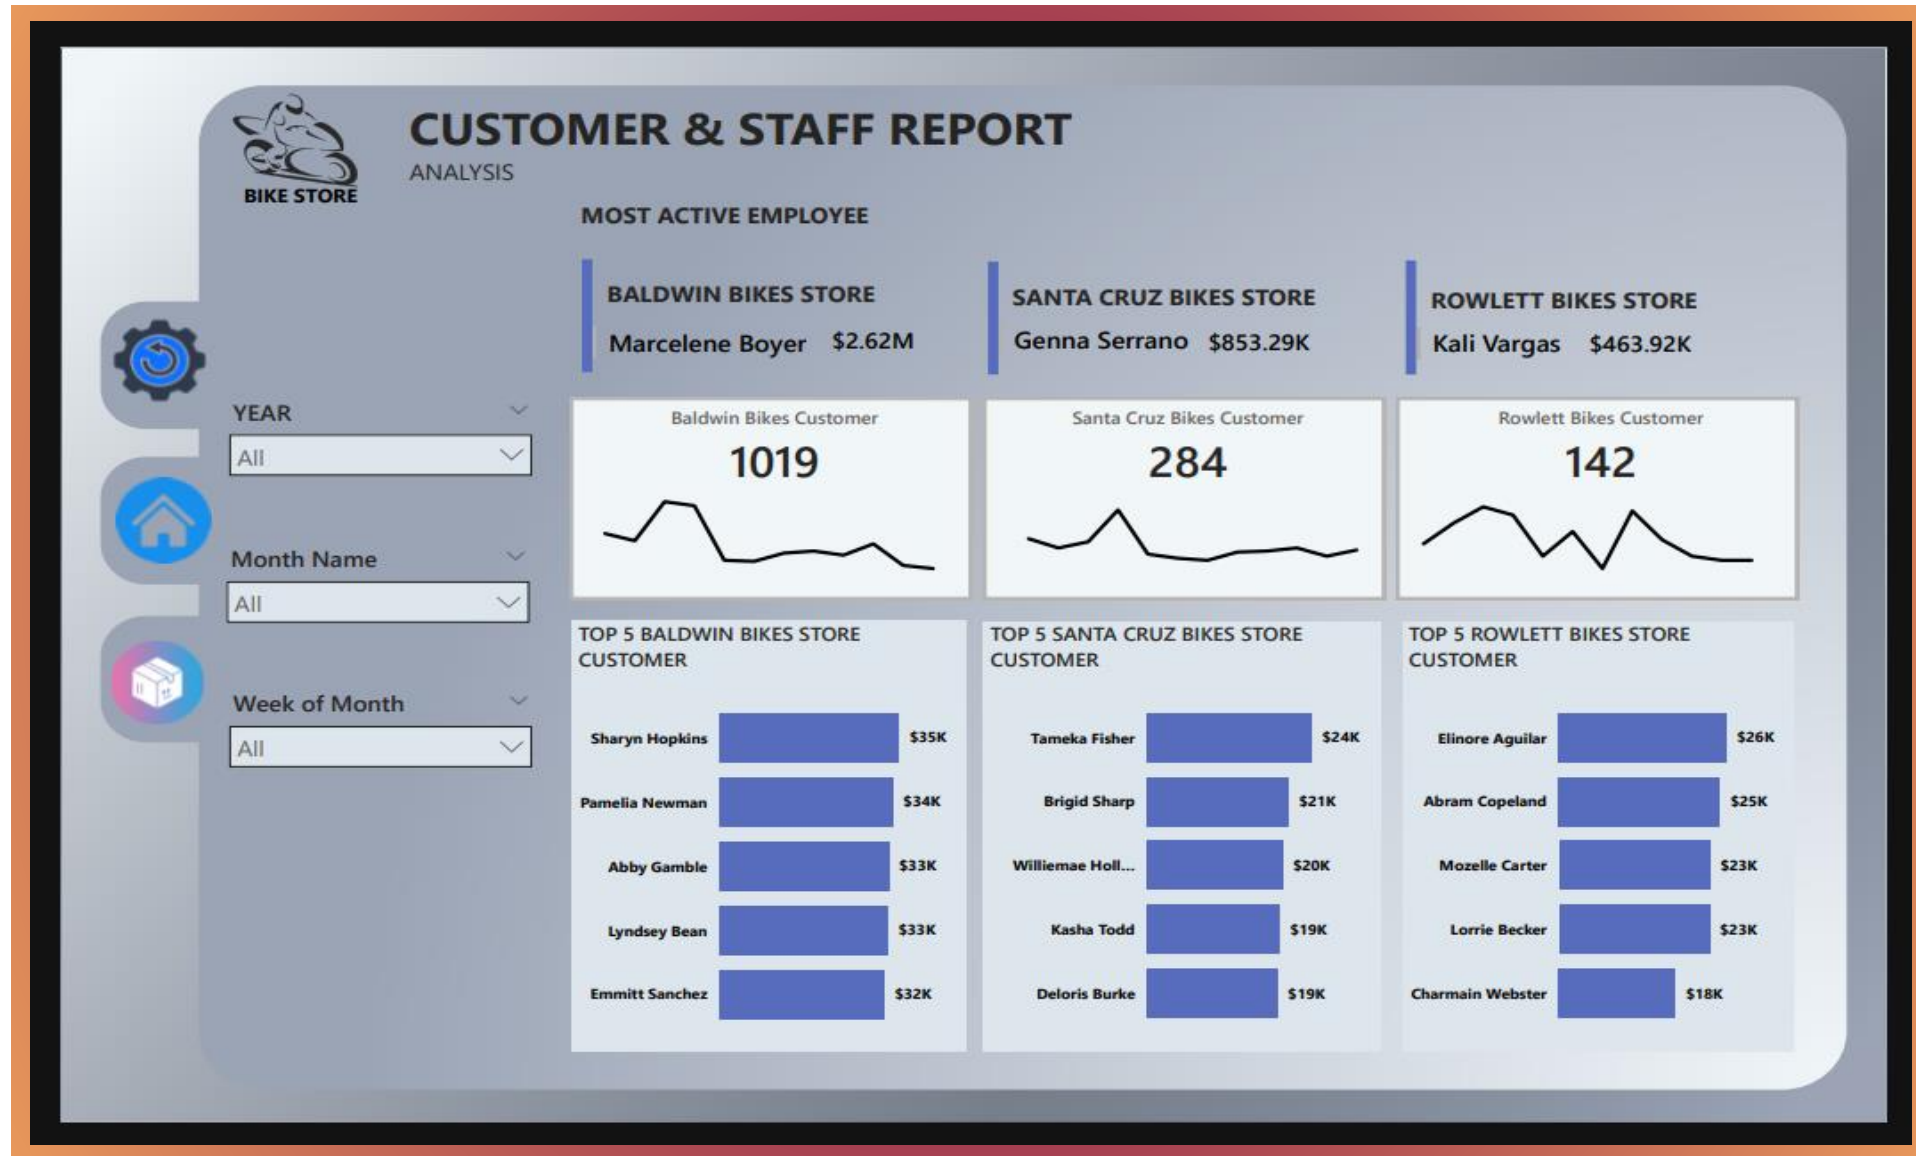 CUSTOMER & STAFF REPORT
ANALYSIS
BIKE STORE
MOST ACTIVE EMPLOYEE
BALDWIN BIKES STORE
Marcelene Boyer $2.62M
SANTA CRUZ BIKES STORE
Genna Serrano $853.29K
ROWLETT BIKES STORE
Kali Vargas $463.92K
YEAR
All
Month Name
All
Week of Month
All
Baldwin Bikes Customer
1019
Santa Cruz Bikes Customer
284
Rowlett Bikes Customer
142
TOP 5 BALDWIN BIKES STORE
CUSTOMER
Sharyn Hopkins $35K
Pamelia Newman $34K
Abby Gamble $33K
Lyndsey Bean $33K
Emmitt Sanchez $32K
TOP 5 SANTA CRUZ BIKES STORE
CUSTOMER
Tameka Fisher $24K
Brigid Sharp $21K
Williemae Holl... $20K
Kasha Todd $19K
Deloris Burke $19K
TOP 5 ROWLETT BIKES STORE
CUSTOMER
Elinore Aguilar $26K
Abram Copeland $25K
Mozelle Carter $23K
Lorrie Becker $23K
Charmain Webster $18K